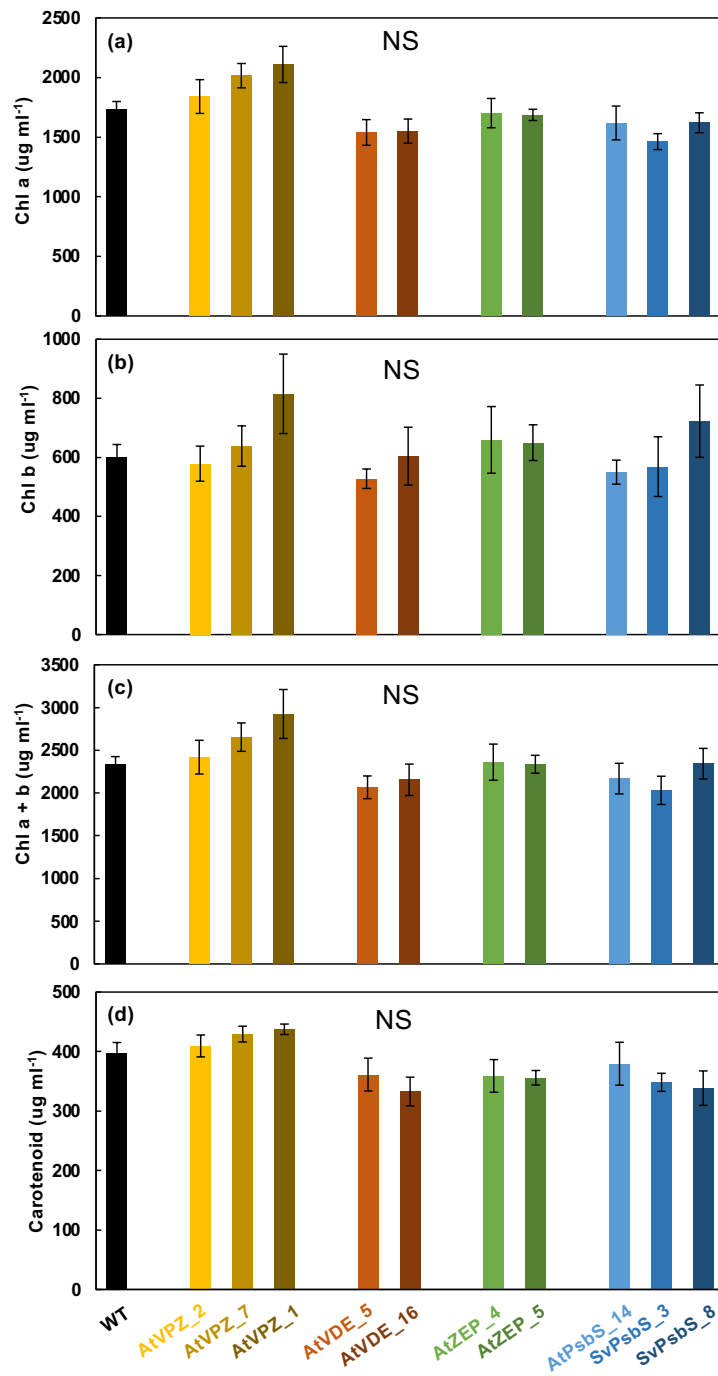 (a)
NS
Chl a (ug ml⁻¹)
2500
2000
1500
1000
500
0
(b)
NS
Chl b (ug ml⁻¹)
1000
800
600
400
200
0
(c)
NS
Chl a + b (ug ml⁻¹)
3500
3000
2500
2000
1500
1000
500
0
(d)
NS
Carotenoid (ug ml⁻¹)
500
400
300
200
100
0
WT
AtVPZ_2
AtVPZ_7
AtVPZ_1
AtVDE_5
AtVDE_16
AtZEP_4
AtZEP_5
AtPsbS_14
SvPsbS_3
SvPsbS_8